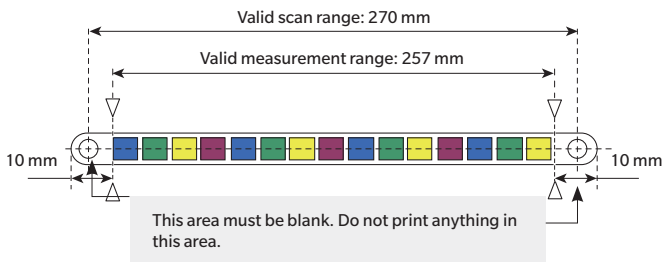 Valid scan range: 270 mm
Valid measurement range: 257 mm
10 mm
10 mm
This area must be blank. Do not print anything in
this area.